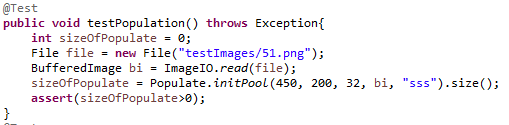 @Test
public void testPopulation() throws Exception{
    int sizeOfPopulate = 0;
    File file = new File("testImages/51.png");
    BufferedImage bi = ImageIO.read(file);
    sizeOfPopulate = Populate.initPool(450, 200, 32, bi, "sss").size();
    assert(sizeOfPopulate>0);
}